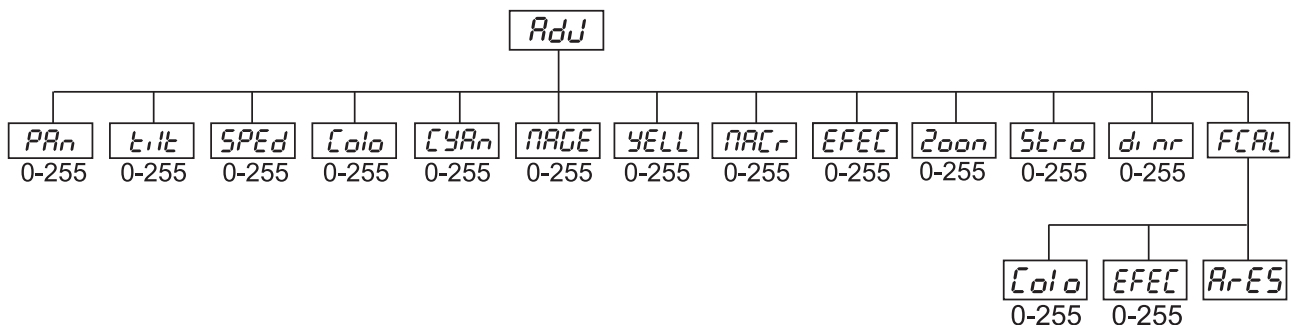 AdJ
PAn tilt SPEd Colo CYAn MAGE YELL MACr EFEC Zoon Stro dinr FCAL
0-255 0-255 0-255 0-255 0-255 0-255 0-255 0-255 0-255 0-255 0-255 0-255
Colo EFEC ArES
0-255 0-255